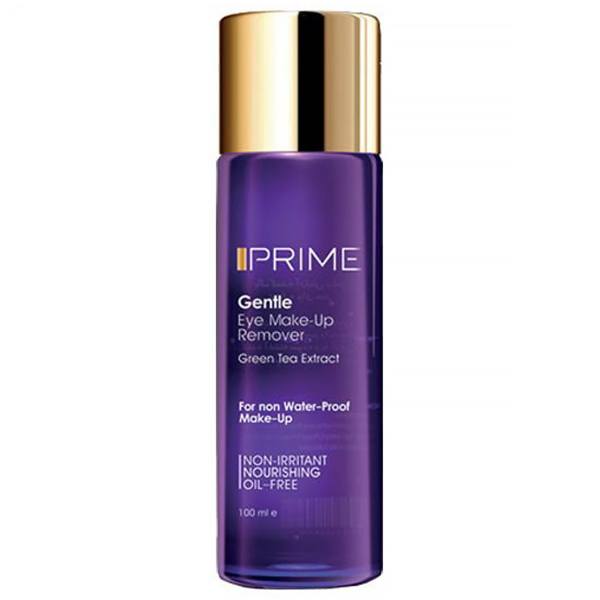 PRIME
Gentle
Eye Make-Up
Remover
Green Tea Extract
For non Water-Proof
Make-Up
NON-IRRITANT
NOURISHING
OIL-FREE
100 ml e